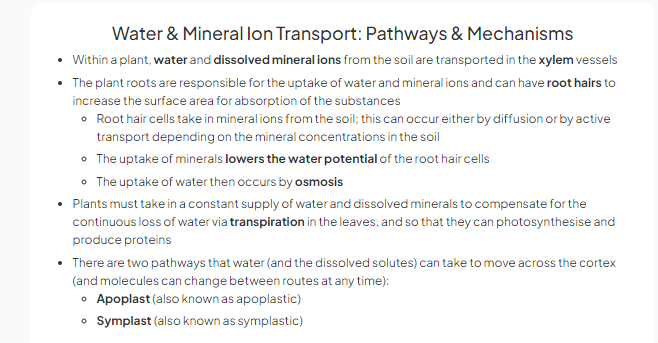 Water & Mineral Ion Transport: Pathways & Mechanisms
• Within a plant, water and dissolved mineral ions from the soil are transported in the xylem vessels
• The plant roots are responsible for the uptake of water and mineral ions and can have root hairs to
increase the surface area for absorption of the substances
◦ Root hair cells take in mineral ions from the soil; this can occur either by diffusion or by active
transport depending on the mineral concentrations in the soil
◦ The uptake of minerals lowers the water potential of the root hair cells
◦ The uptake of water then occurs by osmosis
• Plants must take in a constant supply of water and dissolved minerals to compensate for the
continuous loss of water via transpiration in the leaves, and so that they can photosynthesise and
produce proteins
• There are two pathways that water (and the dissolved solutes) can take to move across the cortex
(and molecules can change between routes at any time):
◦ Apoplast (also known as apoplastic)
◦ Symplast (also known as symplastic)